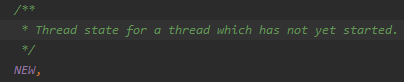 /**
* Thread state for a thread which has not yet started.
*/
NEW,